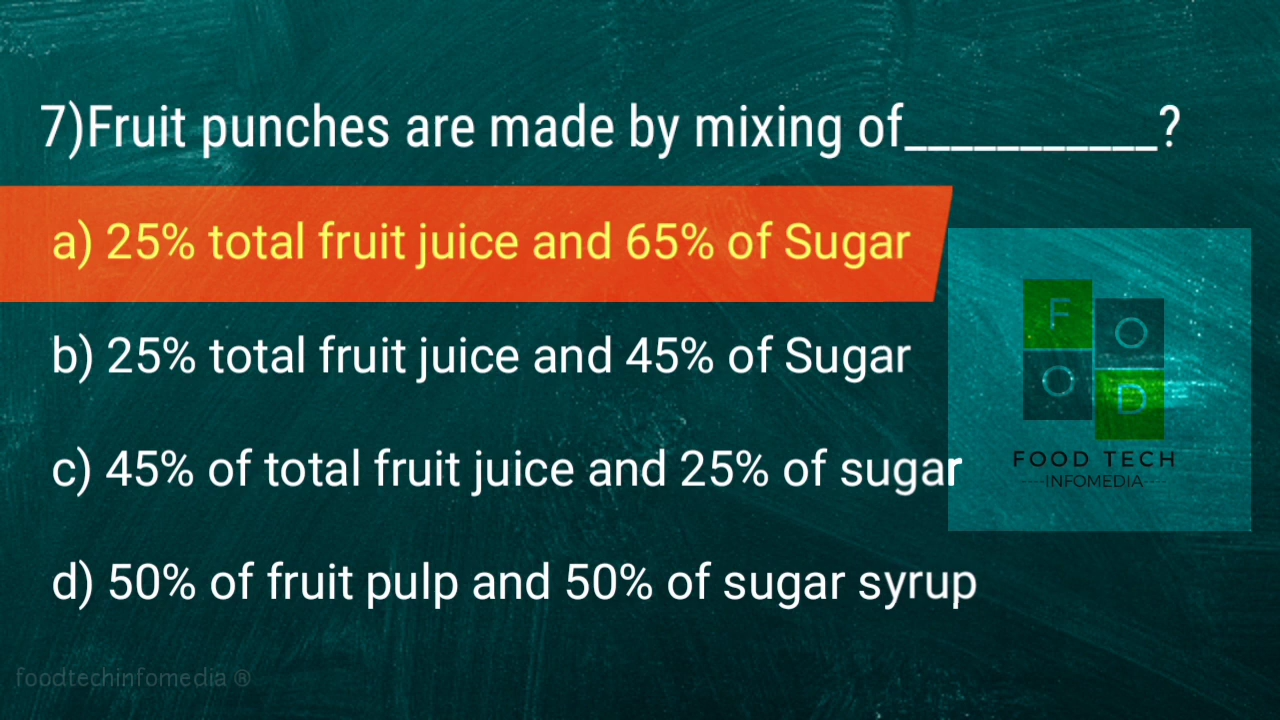 7)Fruit punches are made by mixing of___________?
a) 25% total fruit juice and 65% of Sugar
b) 25% total fruit juice and 45% of Sugar
c) 45% of total fruit juice and 25% of sugar
d) 50% of fruit pulp and 50% of sugar syrup
F O
O D
FOOD TECH
----INFOMEDIA----
foodtechinfomedia ®